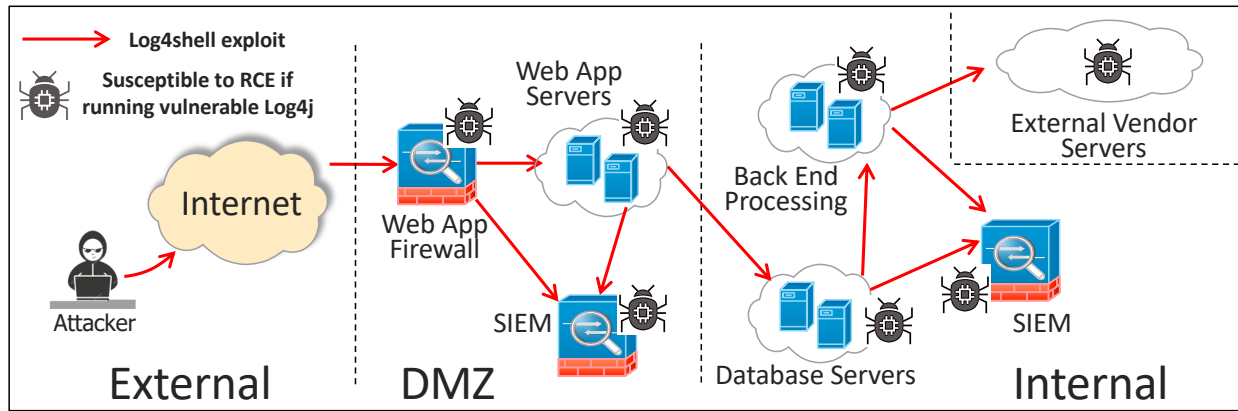 Log4shell exploit
Susceptible to RCE if
running vulnerable Log4j
Internet
Attacker
External
Web App
Firewall
Web App
Servers
SIEM
DMZ
Back End
Processing
Database Servers
External Vendor
Servers
SIEM
Internal